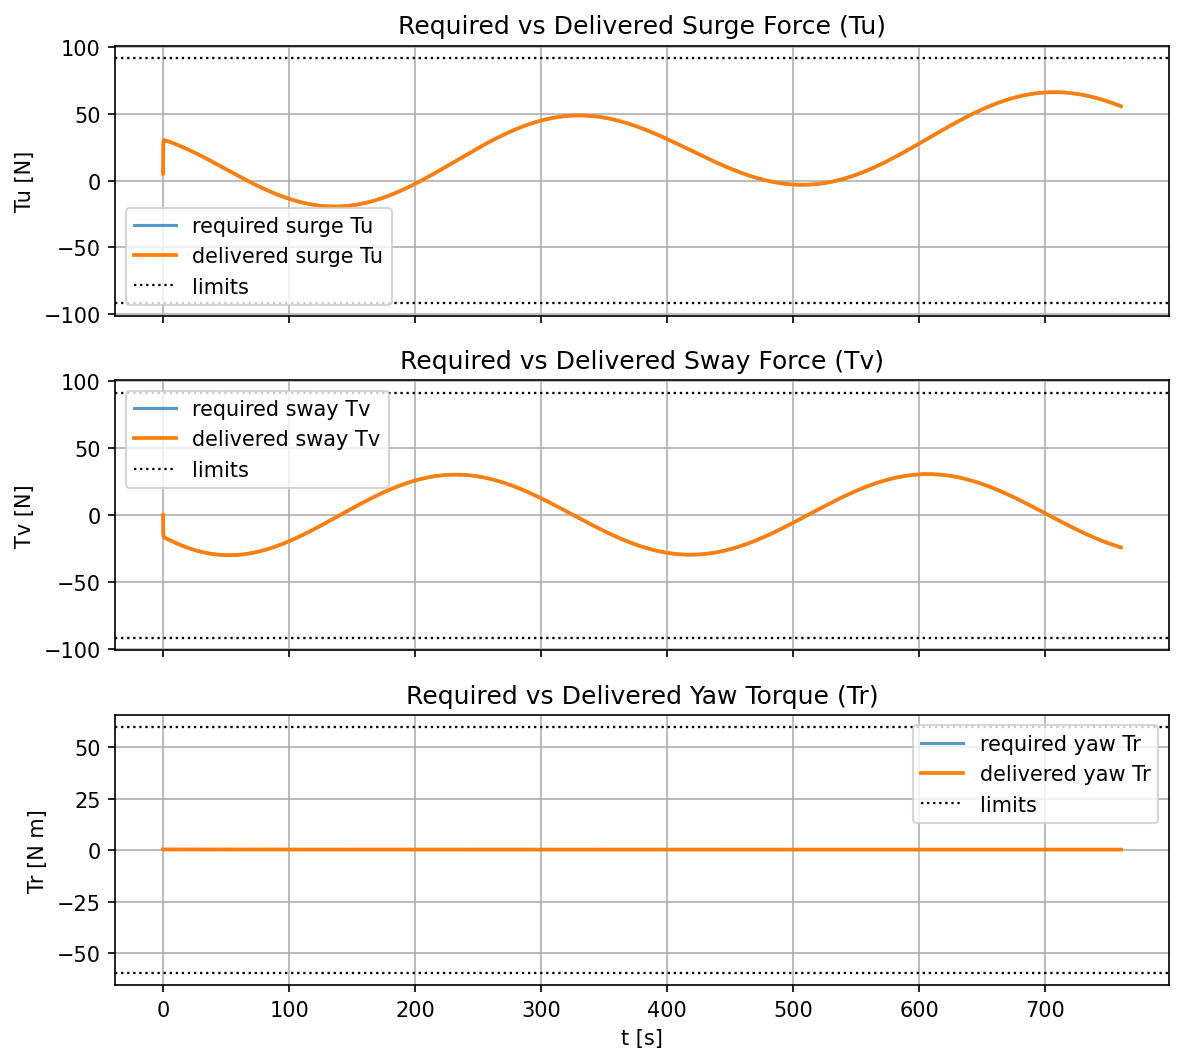 Required vs Delivered Surge Force (Tu)
100
50
0
−50
−100
Tu [N]
required surge Tu
delivered surge Tu
limits
Required vs Delivered Sway Force (Tv)
100
50
0
−50
−100
Tv [N]
required sway Tv
delivered sway Tv
limits
Required vs Delivered Yaw Torque (Tr)
50
25
0
−25
−50
Tr [N m]
required yaw Tr
delivered yaw Tr
limits
0 100 200 300 400 500 600 700
t [s]